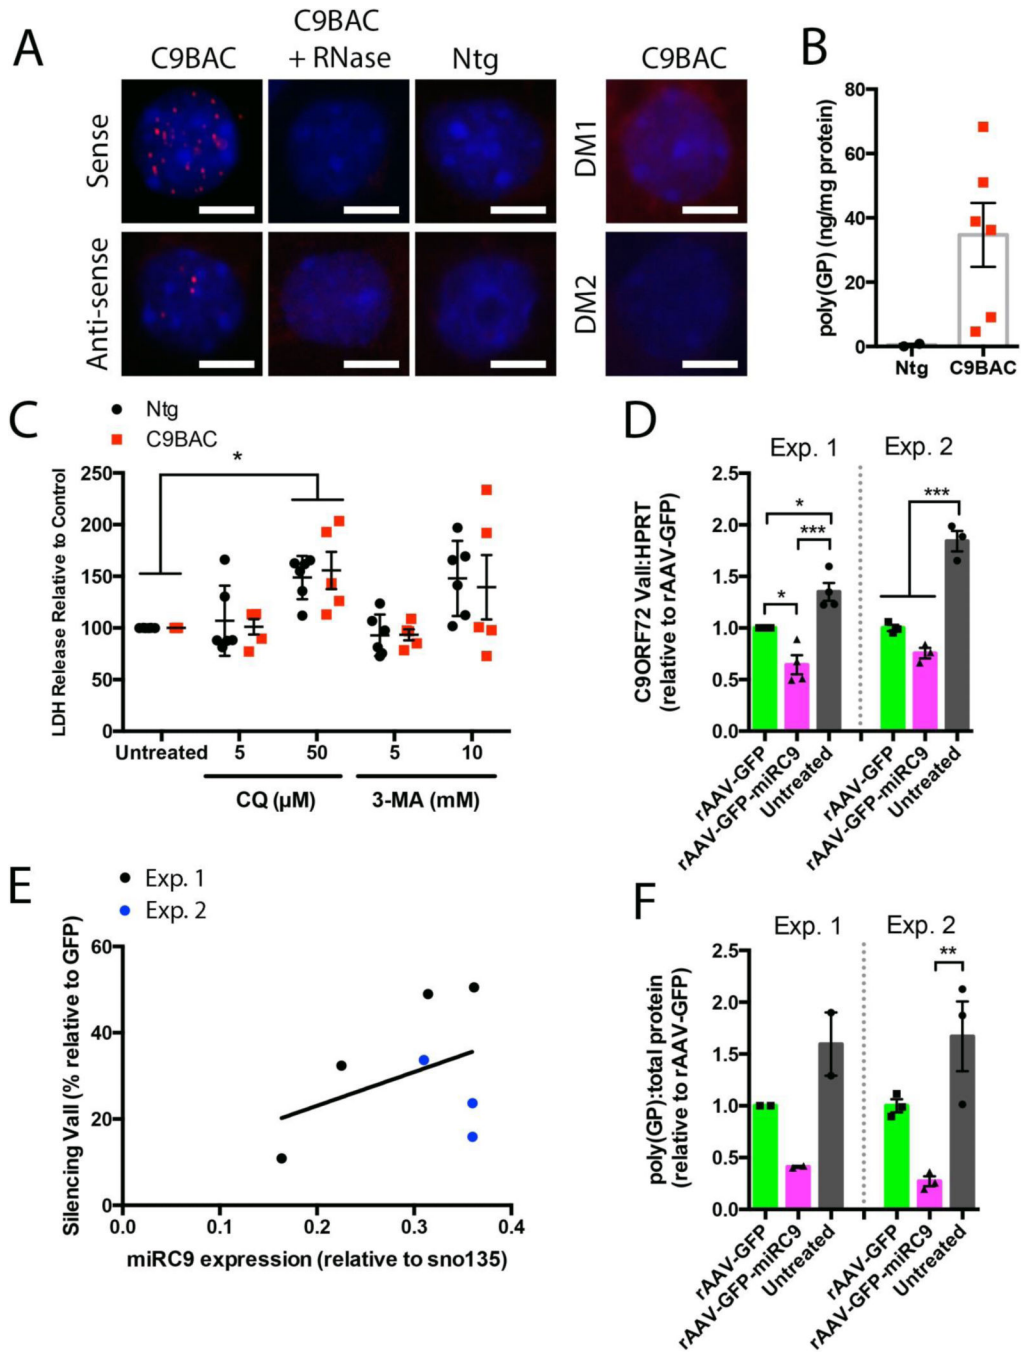 A
C9BAC
C9BAC
+ RNase
Ntg
C9BAC
Sense
Anti-sense
DM1
DM2
B
poly(GP) (ng/mg protein)
80
60
40
20
0
Ntg
C9BAC
C
Ntg
C9BAC
LDH Release Relative to Control
250
200
150
100
50
0
*
Untreated
5
50
5
10
CQ (µM)
3-MA (mM)
D
Exp. 1
Exp. 2
C9ORF72 Vall:HPRT
(relative to rAAV-GFP)
2.5
2.0
1.5
1.0
0.5
0.0
*
***
*
***
rAAV-GFP
rAAV-GFP-miRC9
Untreated
rAAV-GFP
rAAV-GFP-miRC9
Untreated
E
Exp. 1
Exp. 2
Silencing Vall (% relative to GFP)
60
40
20
0
0.0
0.1
0.2
0.3
0.4
miRC9 expression (relative to sno135)
F
Exp. 1
Exp. 2
poly(GP):total protein
(relative to rAAV-GFP)
2.5
2.0
1.5
1.0
0.5
0.0
**
rAAV-GFP
rAAV-GFP-miRC9
Untreated
rAAV-GFP
rAAV-GFP-miRC9
Untreated